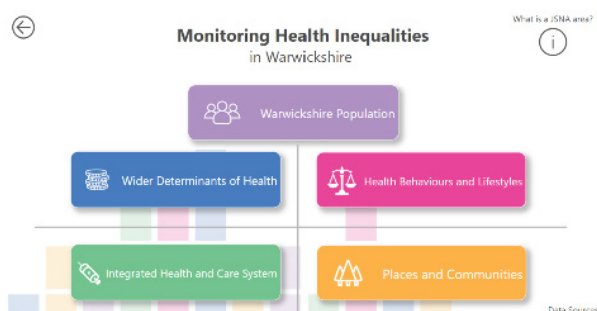 What is a JSNA area?
Monitoring Health Inequalities
in Warwickshire
i
Warwickshire Population
Wider Determinants of Health
Health Behaviours and Lifestyles
Integrated Health and Care System
Places and Communities
Data Sources